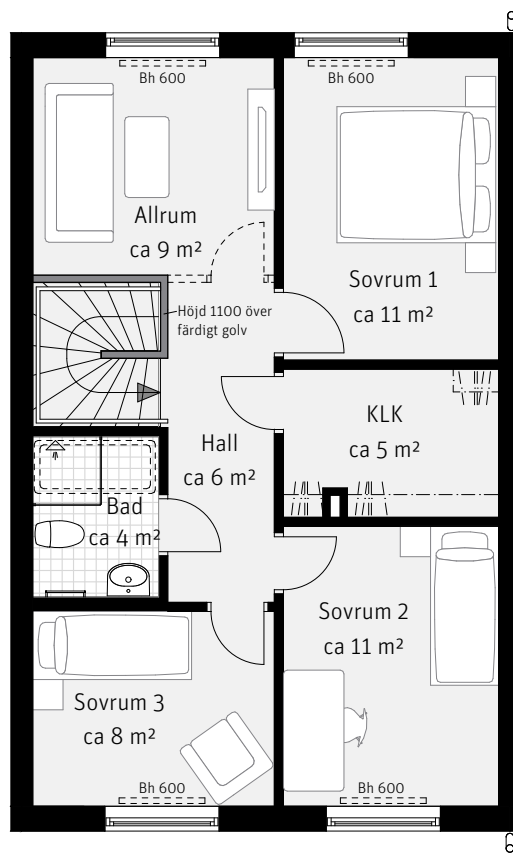 Bh 600
Bh 600
Allrum
ca 9 m²
Sovrum 1
ca 11 m²
Höjd 1100 över
färdigt golv
KLK
ca 5 m²
Hall
ca 6 m²
Bad
ca 4 m²
Sovrum 2
ca 11 m²
Sovrum 3
ca 8 m²
Bh 600
Bh 600